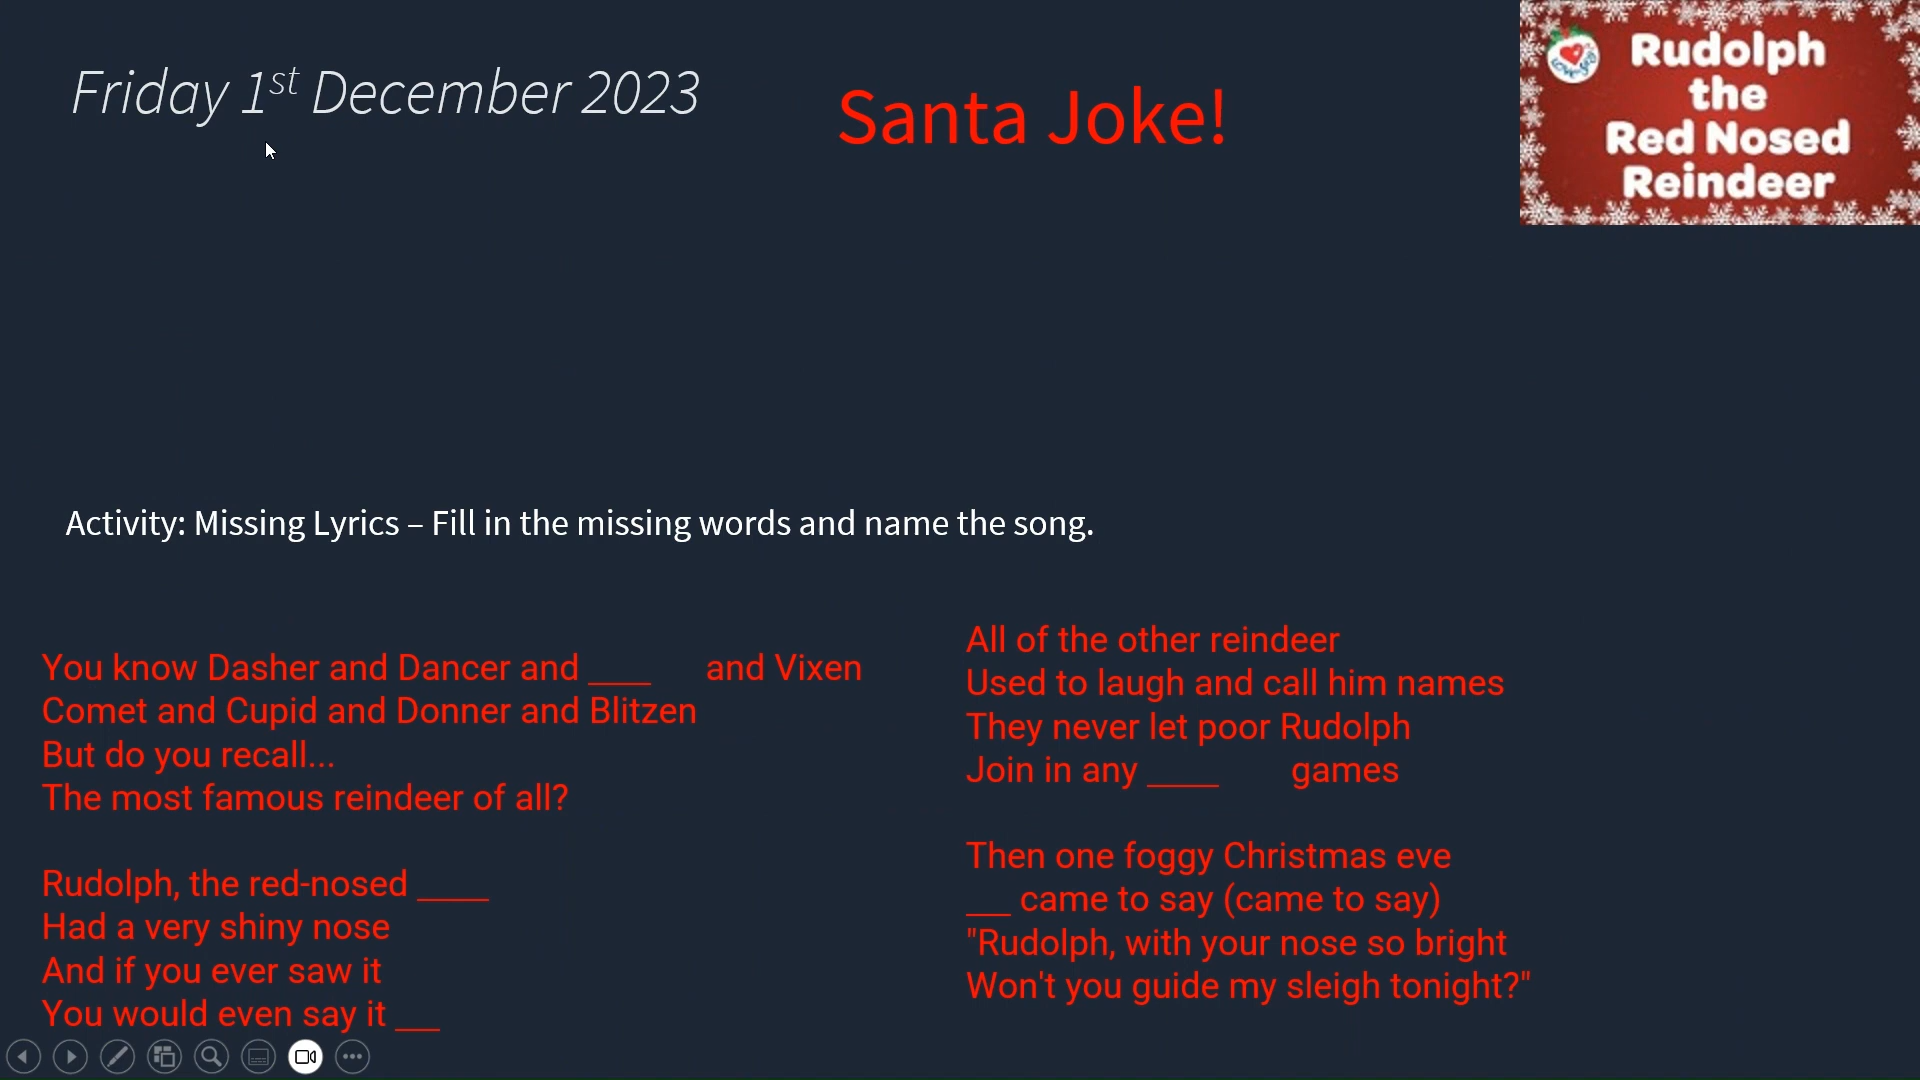 Friday 1st December 2023
Santa Joke!
Rudolph
the
Red Nosed
Reindeer
Activity: Missing Lyrics – Fill in the missing words and name the song.
You know Dasher and Dancer and ____ and Vixen
Comet and Cupid and Donner and Blitzen
But do you recall...
The most famous reindeer of all?
Rudolph, the red-nosed ____
Had a very shiny nose
And if you ever saw it
You would even say it ___
All of the other reindeer
Used to laugh and call him names
They never let poor Rudolph
Join in any ____ games
Then one foggy Christmas eve
___ came to say (came to say)
"Rudolph, with your nose so bright
Won't you guide my sleigh tonight?"